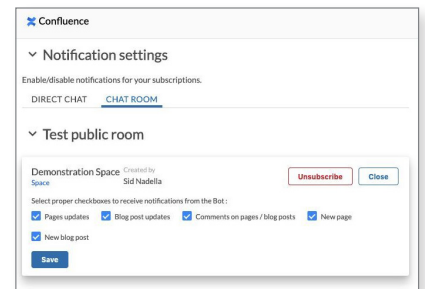 Confluence
Notification settings
Enable/disable notifications for your subscriptions.
DIRECT CHAT CHAT ROOM
Test public room
Demonstration Space Created by
Space Sid Nadella
Unsubscribe Close
Select proper checkboxes to receive notifications from the Bot :
Pages updates Blog post updates Comments on pages / blog posts New page
New blog post
Save